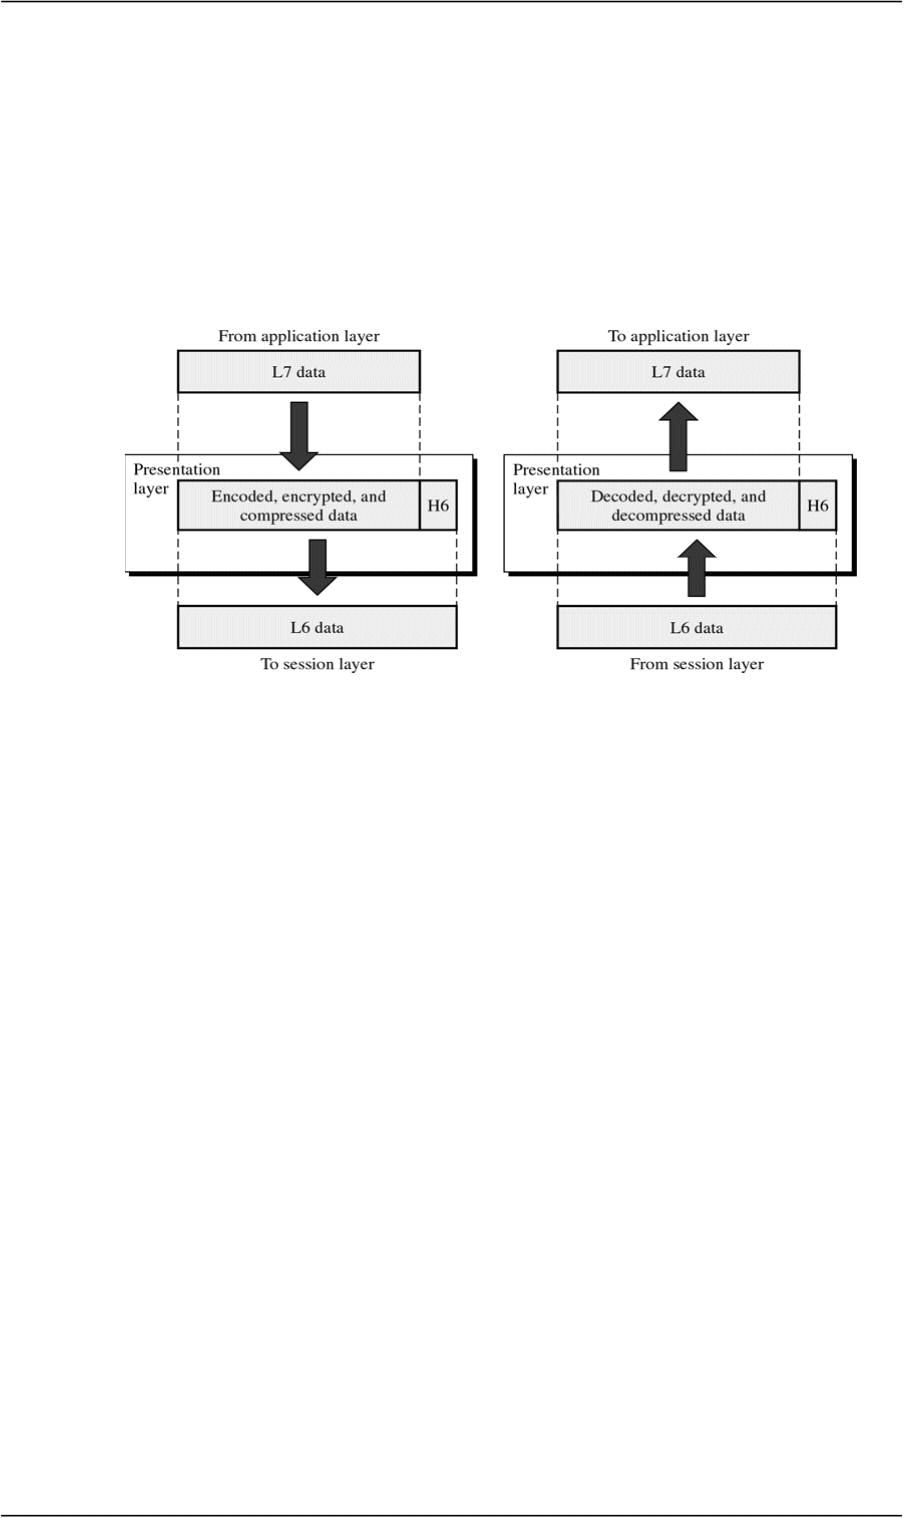 From application layer
L7 data
Presentation
layer
Encoded, encrypted, and
compressed data
H6
L6 data
To session layer
To application layer
L7 data
Presentation
layer
Decoded, decrypted, and
decompressed data
H6
L6 data
From session layer